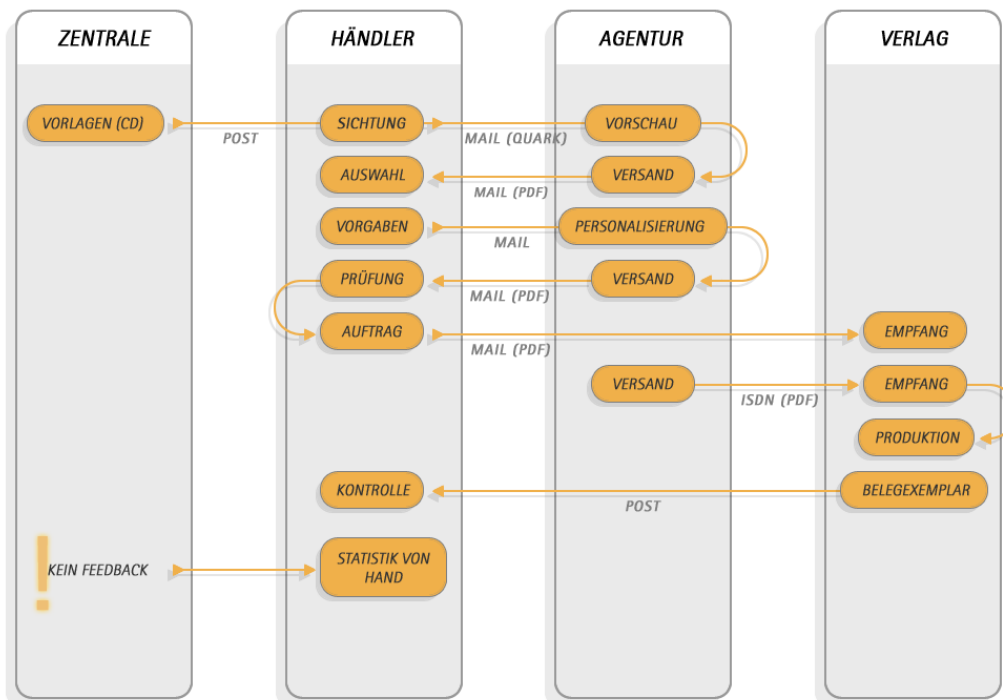 ZENTRALE
HÄNDLER
AGENTUR
VERLAG
VORLAGEN (CD)
POST
SICHTUNG
MAIL (QUARK)
VORSCHAU
AUSWAHL
MAIL (PDF)
VERSAND
VORGABEN
MAIL
PERSONALISIERUNG
PRÜFUNG
MAIL (PDF)
VERSAND
AUFTRAG
MAIL (PDF)
EMPFANG
VERSAND
ISDN (PDF)
EMPFANG
PRODUKTION
KONTROLLE
POST
BELEGEXEMPLAR
! KEIN FEEDBACK
STATISTIK VON
HAND